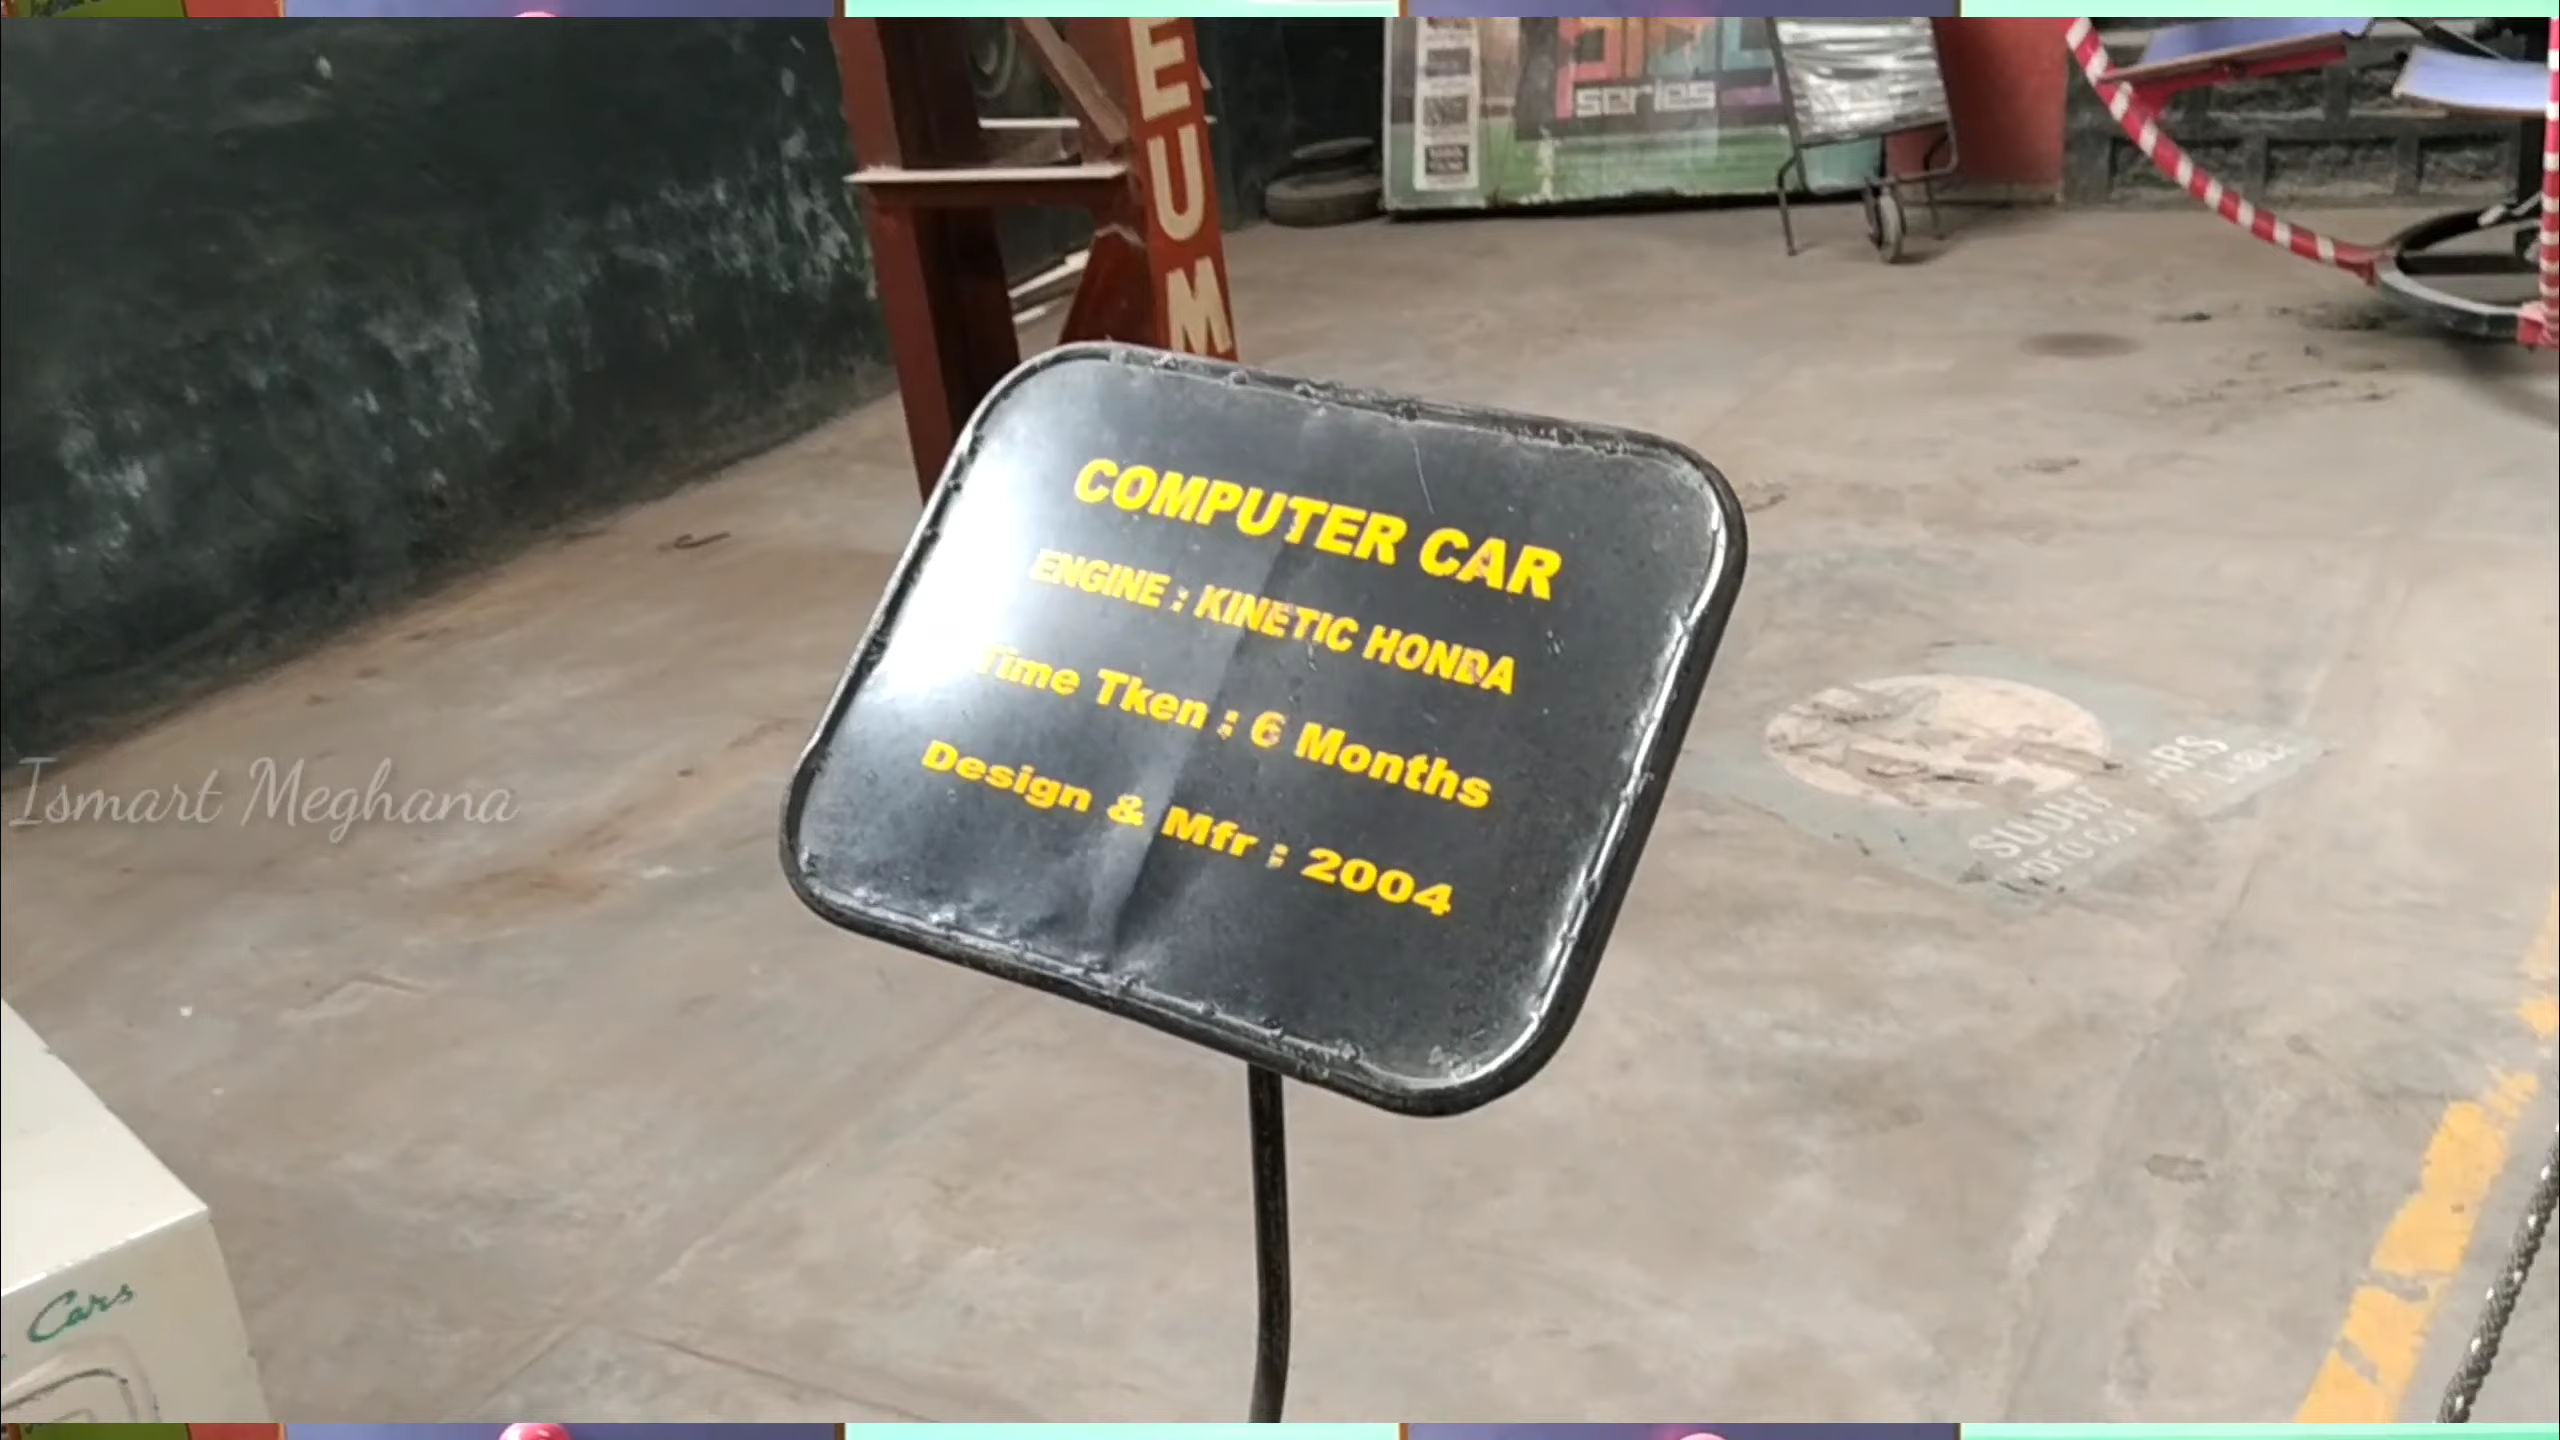 EUM
series
COMPUTER CAR
ENGINE : KINETIC HONDA
Time Tken : 6 Months
Design & Mfr : 2004
Ismart Meghana
Cars